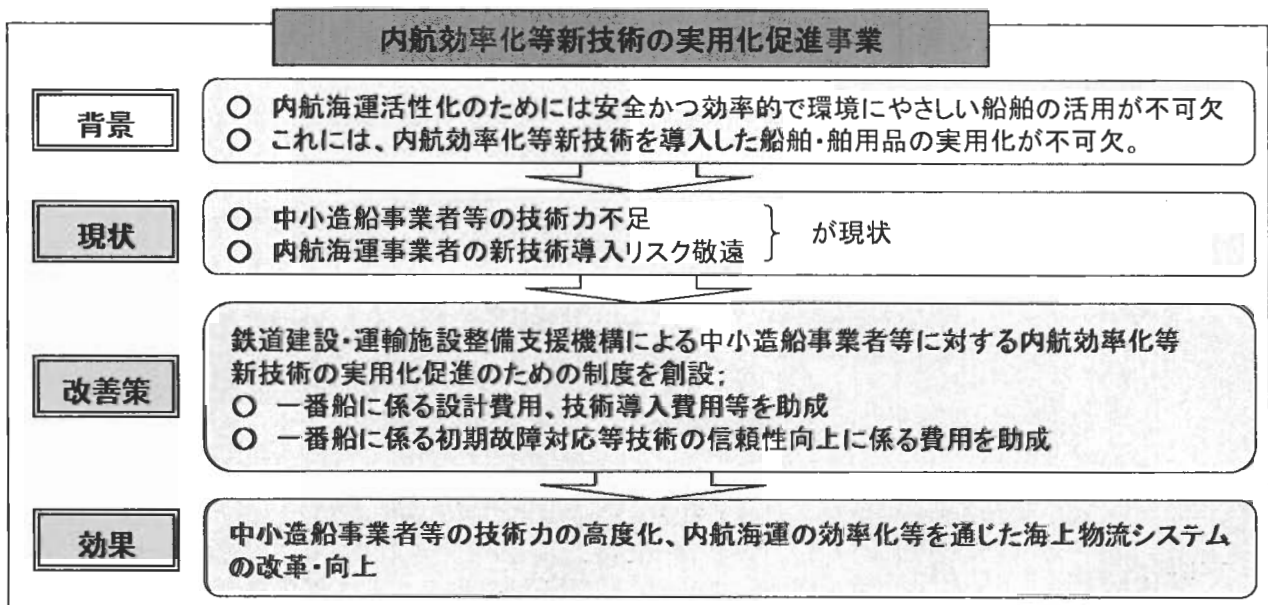 内航効率化等新技術の実用化促進事業
背景
○ 内航海運活性化のためには安全かつ効率的で環境にやさしい船舶の活用が不可欠
○ これには、内航効率化等新技術を導入した船舶・舶用品の実用化が不可欠。
現状
○ 中小造船事業者等の技術力不足
○ 内航海運事業者の新技術導入リスク敬遠
が現状
改善策
鉄道建設・運輸施設整備支援機構による中小造船事業者等に対する内航効率化等
新技術の実用化促進のための制度を創設;
○ 一番船に係る設計費用、技術導入費用等を助成
○ 一番船に係る初期故障対応等技術の信頼性向上に係る費用を助成
効果
中小造船事業者等の技術力の高度化、内航海運の効率化等を通じた海上物流システム
の改革・向上